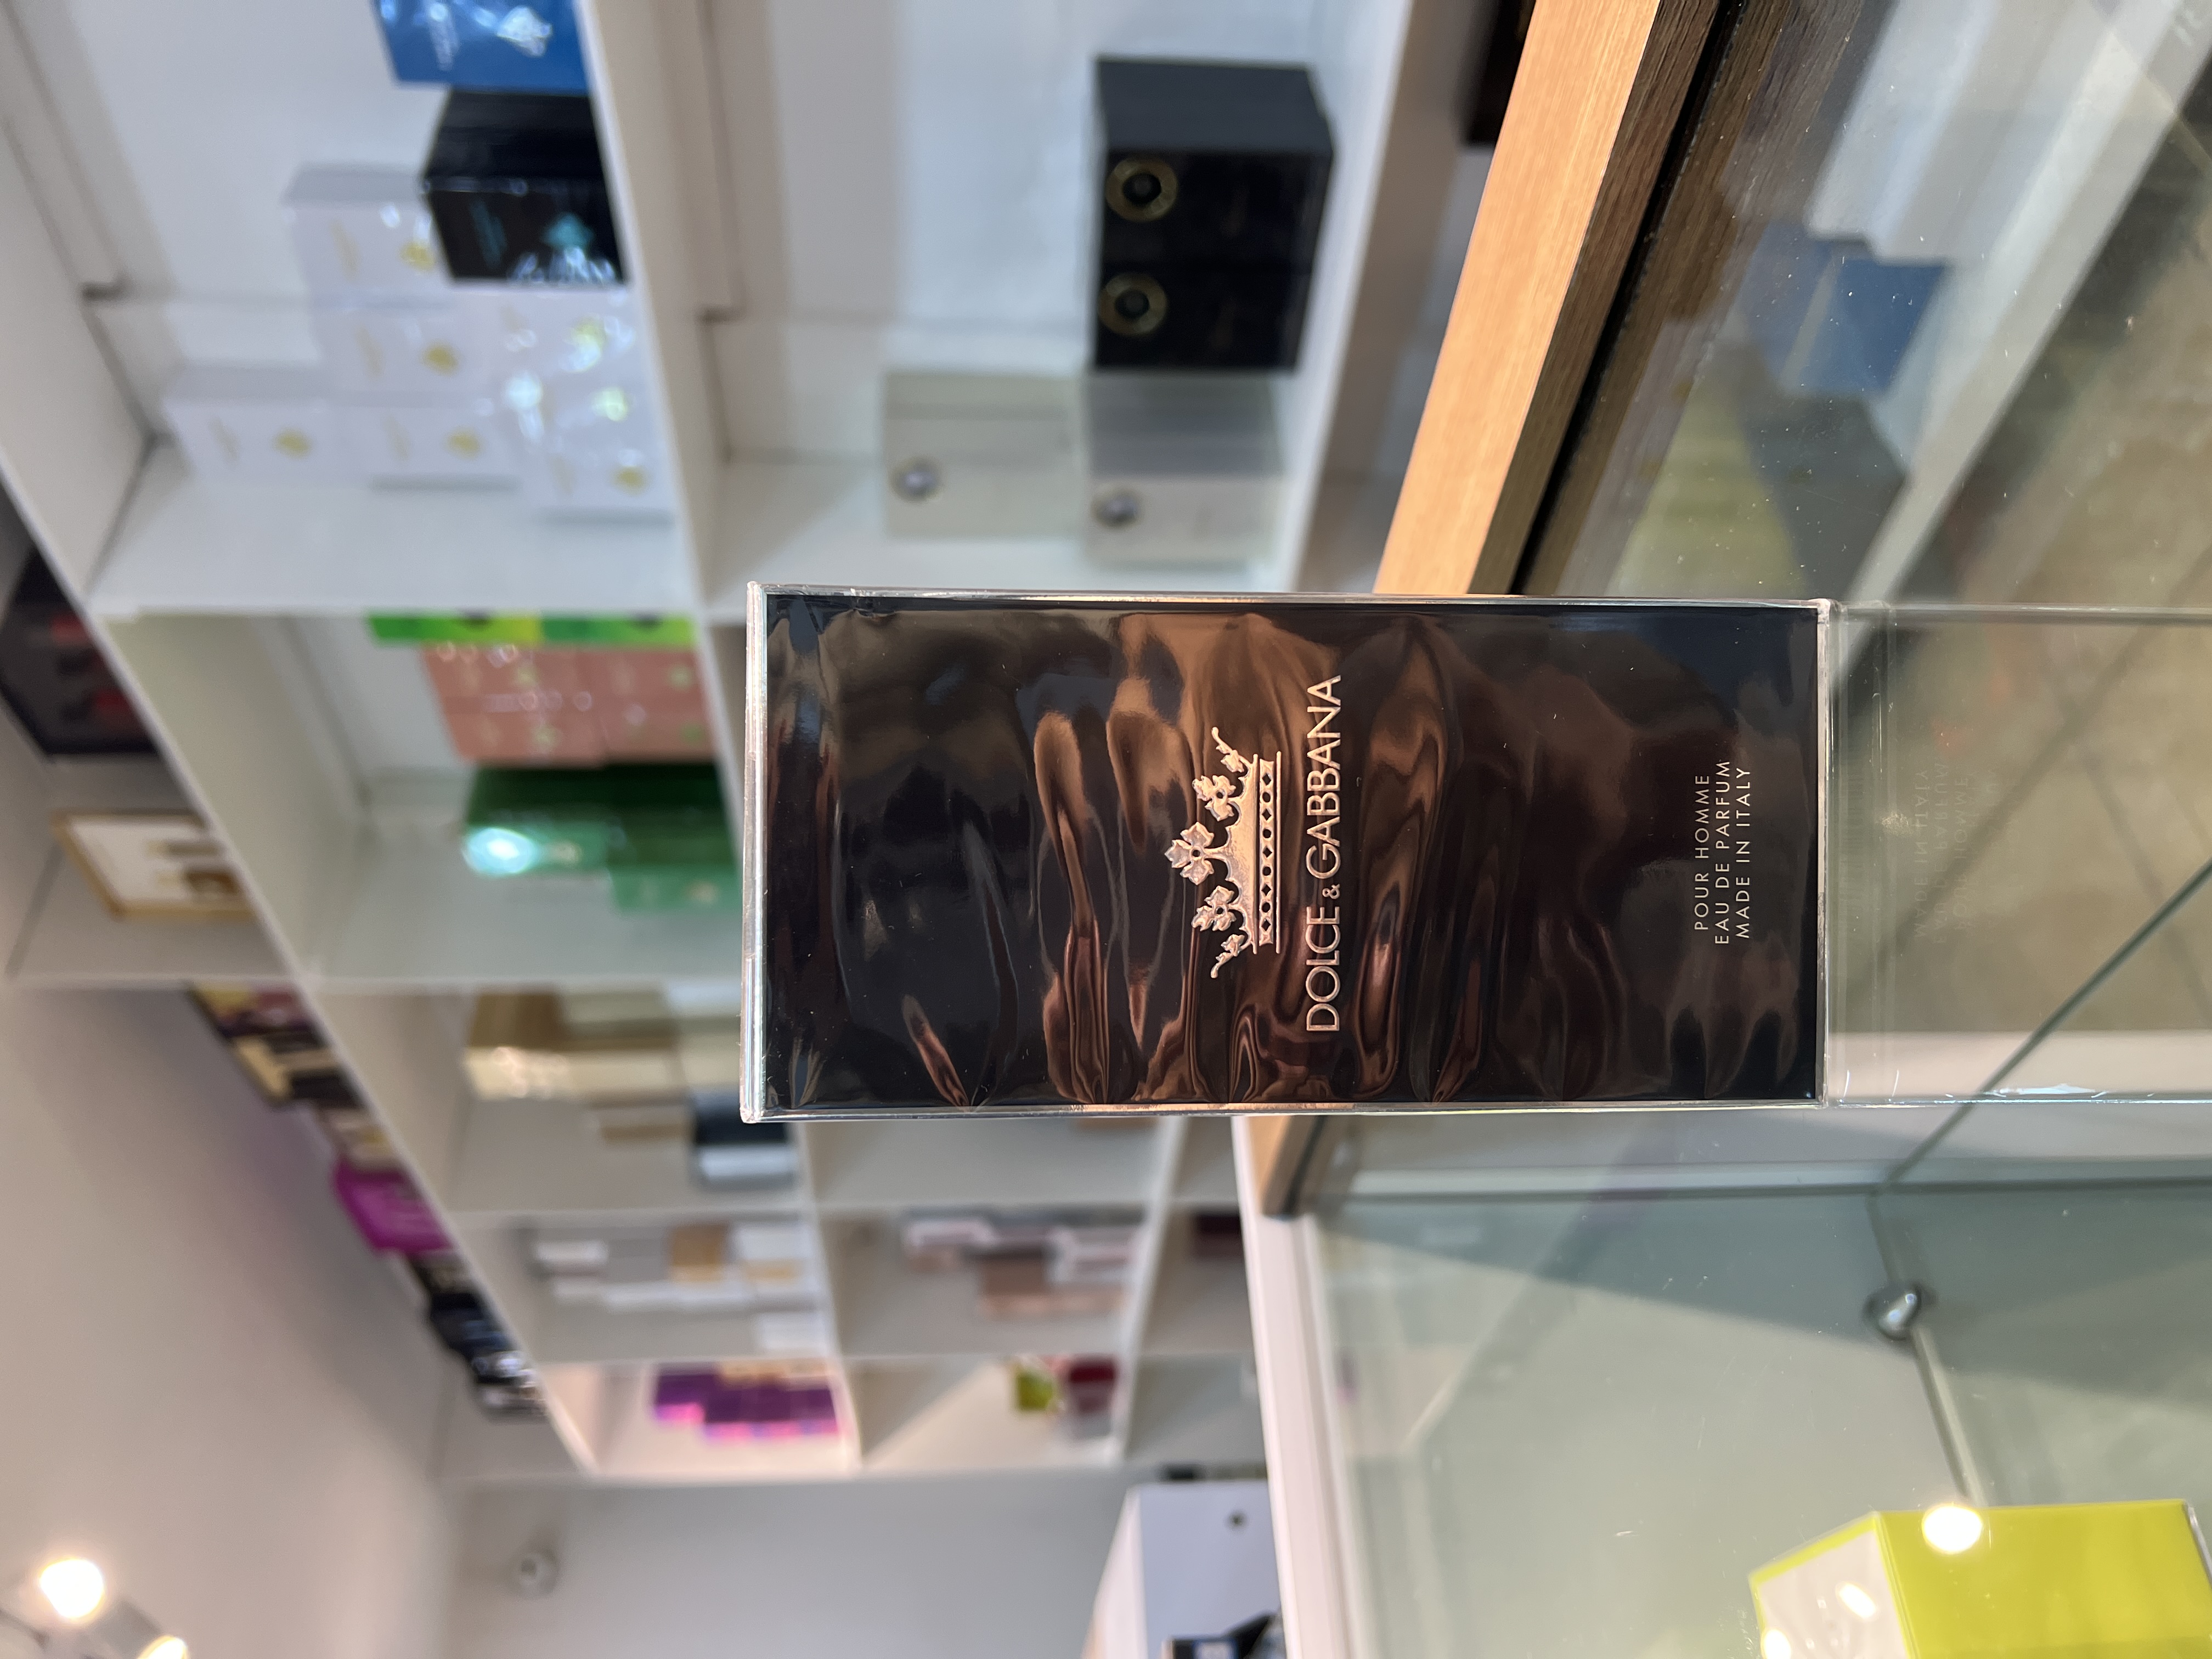 DOLCE & GABBANA
POUR HOMME
EAU DE PARFUM
MADE IN ITALY